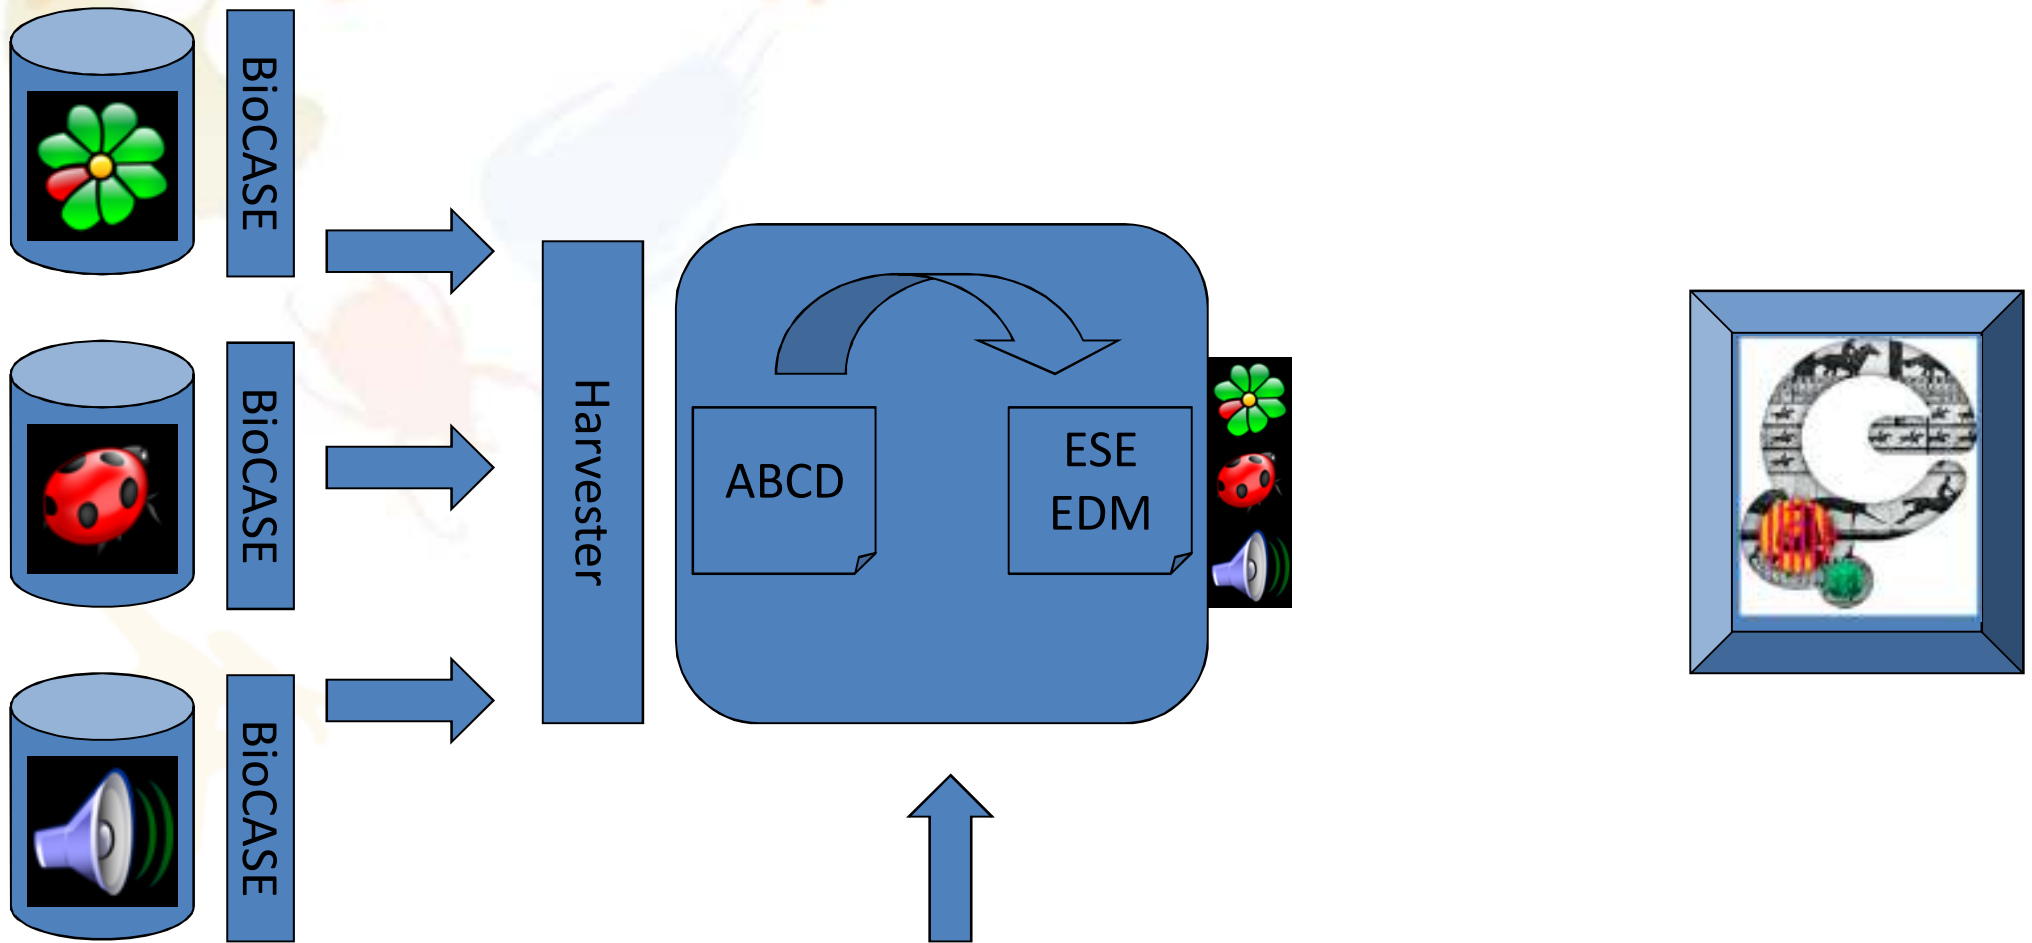 BioCASE
BioCASE
BioCASE
Harvester
ABCD
ESE
EDM